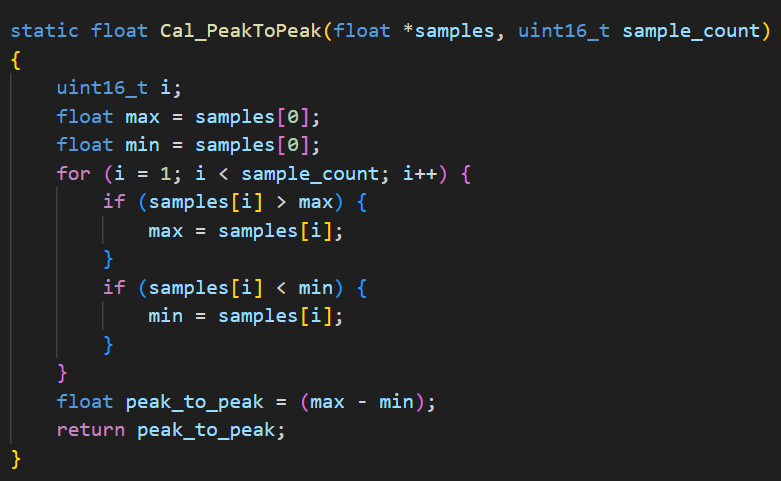 static float Cal_PeakToPeak(float *samples, uint16_t sample_count)
{
    uint16_t i;
    float max = samples[0];
    float min = samples[0];
    for (i = 1; i < sample_count; i++) {
        if (samples[i] > max) {
            max = samples[i];
        }
        if (samples[i] < min) {
            min = samples[i];
        }
    }
    float peak_to_peak = (max - min);
    return peak_to_peak;
}